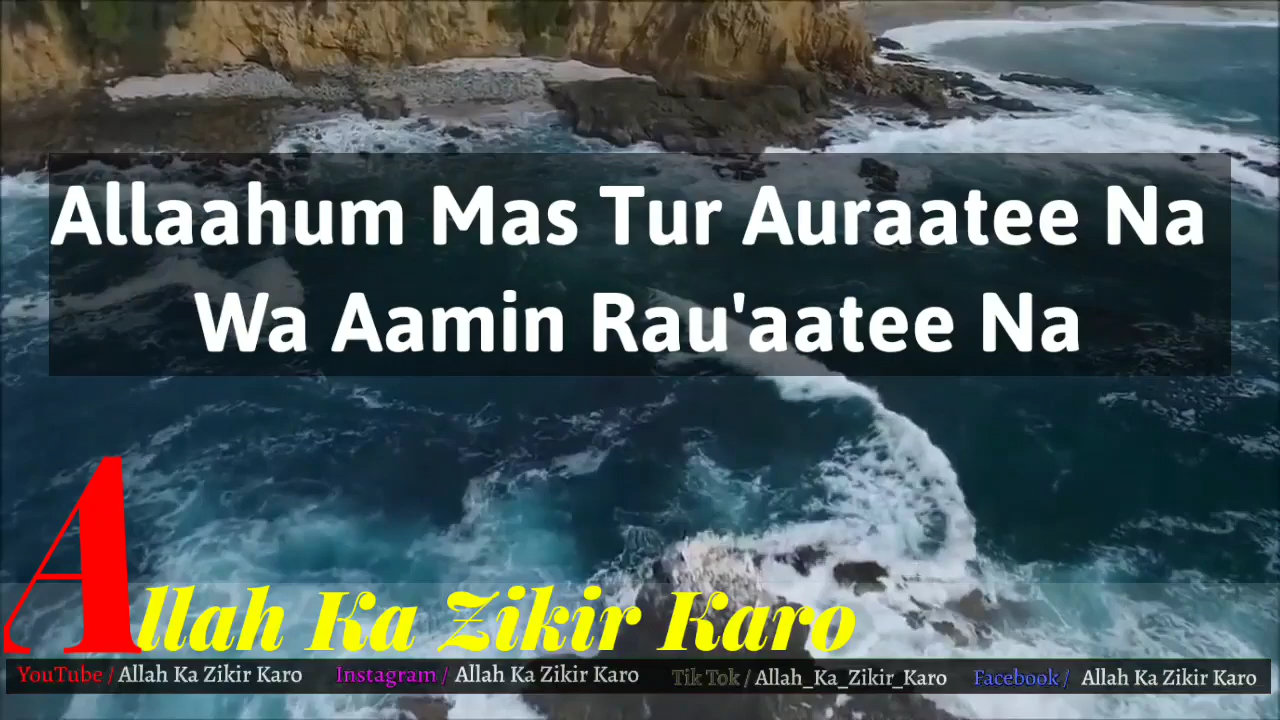 Allaahum Mas Tur Auraatee Na
Wa Aamin Rau'aatee Na
Allah Ka Zikir Karo
YouTube / Allah Ka Zikir Karo Instagram / Allah Ka Zikir Karo Tik Tok / Allah_Ka_Zikir_Karo Facebook / Allah Ka Zikir Karo